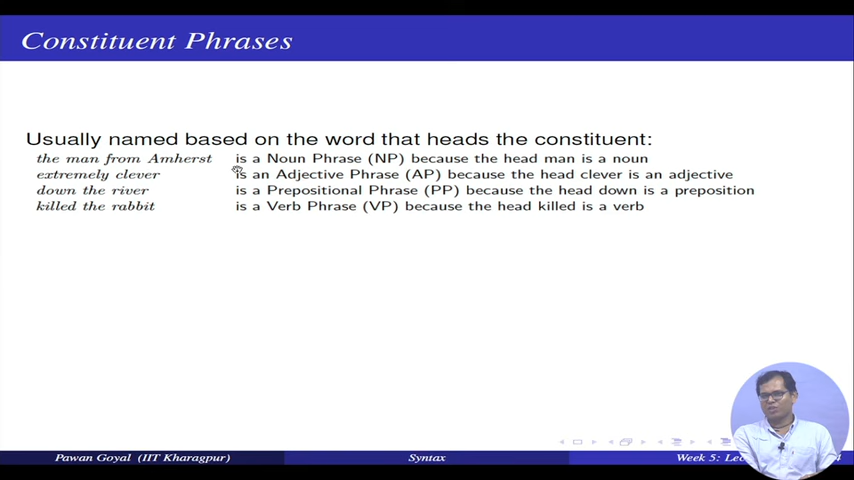 Constituent Phrases
Usually named based on the word that heads the constituent:
the man from Amherst is a Noun Phrase (NP) because the head man is a noun
extremely clever is an Adjective Phrase (AP) because the head clever is an adjective
down the river is a Prepositional Phrase (PP) because the head down is a preposition
killed the rabbit is a Verb Phrase (VP) because the head killed is a verb
Pawan Goyal (IIT Kharagpur) Syntax Week 5: